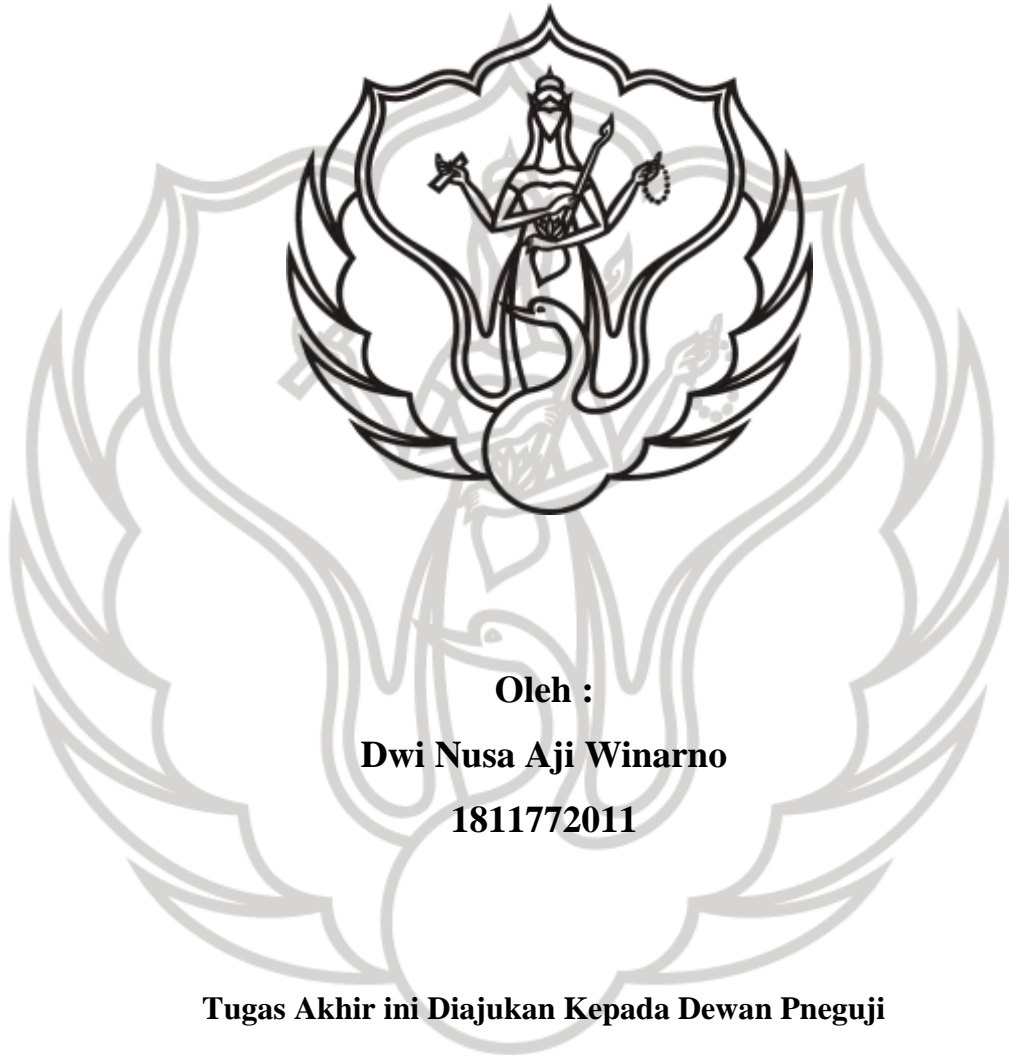 Oleh :
Dwi Nusa Aji Winarno
1811772011
Tugas Akhir ini Diajukan Kepada Dewan Pneguji